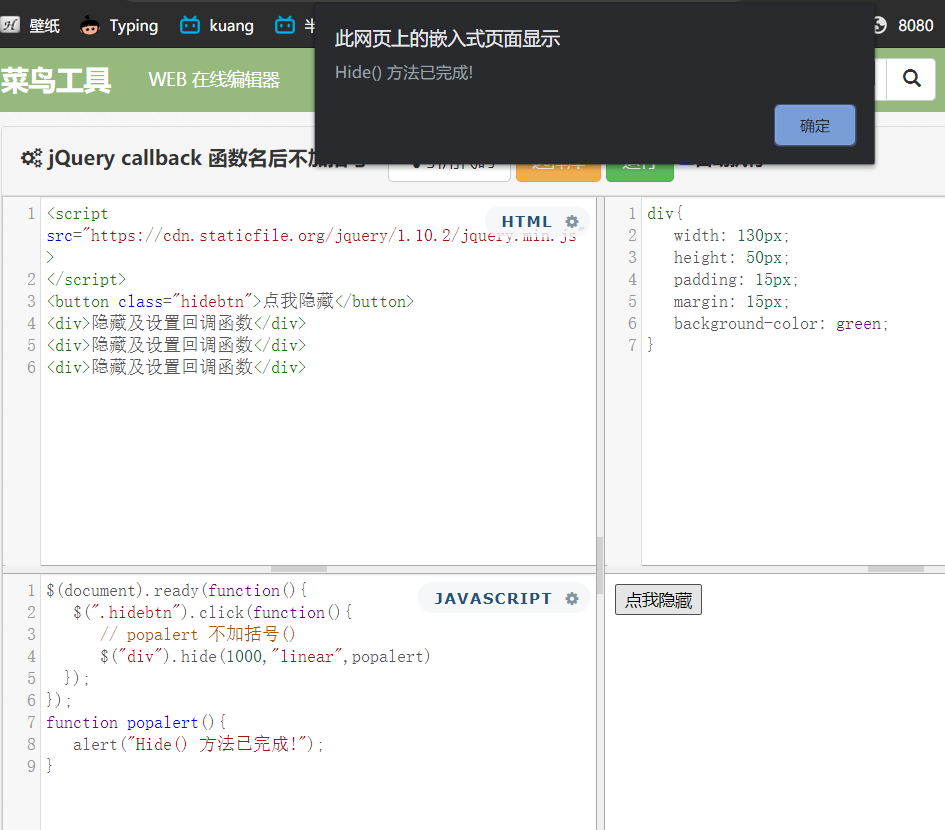 壁纸 Typing kuang 半
8080
此网页上的嵌入式页面显示
Hide() 方法已完成!
确定
菜鸟工具 WEB 在线编辑器
jQuery callback 函数名后不加括号
HTML
1 <script
src="https://cdn.staticfile.org/jquery/1.10.2/jquery.min.js"
>
2 </script>
3 <button class="hidebtn">点我隐藏</button>
4 <div>隐藏及设置回调函数</div>
5 <div>隐藏及设置回调函数</div>
6 <div>隐藏及设置回调函数</div>
1 div{
2 width: 130px;
3 height: 50px;
4 padding: 15px;
5 margin: 15px;
6 background-color: green;
7 }
JAVASCRIPT
1 $(document).ready(function(){
2 $(".hidebtn").click(function(){
3 // popalert 不加括号()
4 $("div").hide(1000,"linear",popalert)
5 });
6 });
7 function popalert(){
8 alert("Hide() 方法已完成!");
9 }
点我隐藏